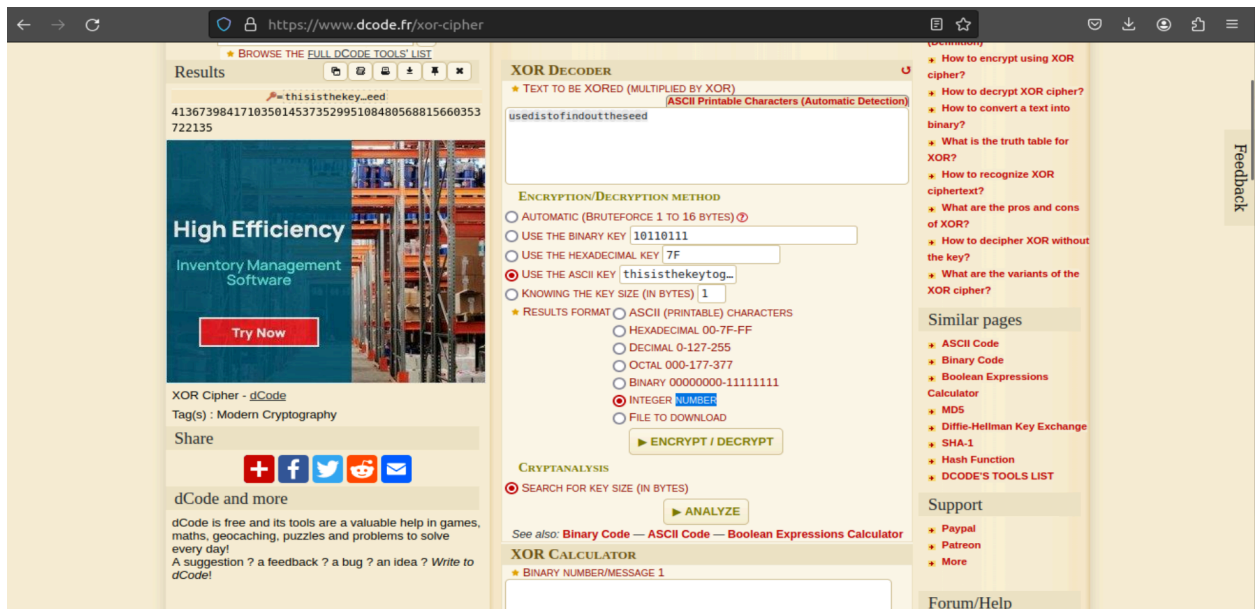 https://www.dcode.fr/xor-cipher
★ BROWSE THE FULL DCODE TOOLS' LIST
Results
=thisisthekey…eed
41367398417103501453735299510848056881566​0353
722135
High Efficiency
Inventory Management
Software
Try Now
XOR Cipher - dCode
Tag(s) : Modern Cryptography
Share
dCode and more
dCode is free and its tools are a valuable help in games,
maths, geocaching, puzzles and problems to solve
every day!
A suggestion ? a feedback ? a bug ? an idea ? Write to
dCode!
XOR DECODER
★ TEXT TO BE XORED (MULTIPLIED BY XOR)
ASCII Printable Characters (Automatic Detection)
usedistofindouttheseed
ENCRYPTION/DECRYPTION METHOD
AUTOMATIC (BRUTEFORCE 1 TO 16 BYTES) ?
USE THE BINARY KEY 10110111
USE THE HEXADECIMAL KEY 7F
USE THE ASCII KEY thisisthekeytog…
KNOWING THE KEY SIZE (IN BYTES) 1
★ RESULTS FORMAT ASCII (PRINTABLE) CHARACTERS
HEXADECIMAL 00-7F-FF
DECIMAL 0-127-255
OCTAL 000-177-377
BINARY 00000000-11111111
INTEGER NUMBER
FILE TO DOWNLOAD
▶ ENCRYPT / DECRYPT
CRYPTANALYSIS
SEARCH FOR KEY SIZE (IN BYTES)
▶ ANALYZE
See also: Binary Code — ASCII Code — Boolean Expressions Calculator
XOR CALCULATOR
★ BINARY NUMBER/MESSAGE 1
(Definition)
How to encrypt using XOR
cipher?
How to decrypt XOR cipher?
How to convert a text into
binary?
What is the truth table for
XOR?
How to recognize XOR
ciphertext?
What are the pros and cons
of XOR?
How to decipher XOR without
the key?
What are the variants of the
XOR cipher?
Similar pages
ASCII Code
Binary Code
Boolean Expressions
Calculator
MD5
Diffie-Hellman Key Exchange
SHA-1
Hash Function
DCODE'S TOOLS LIST
Support
Paypal
Patreon
More
Forum/Help
Feedback